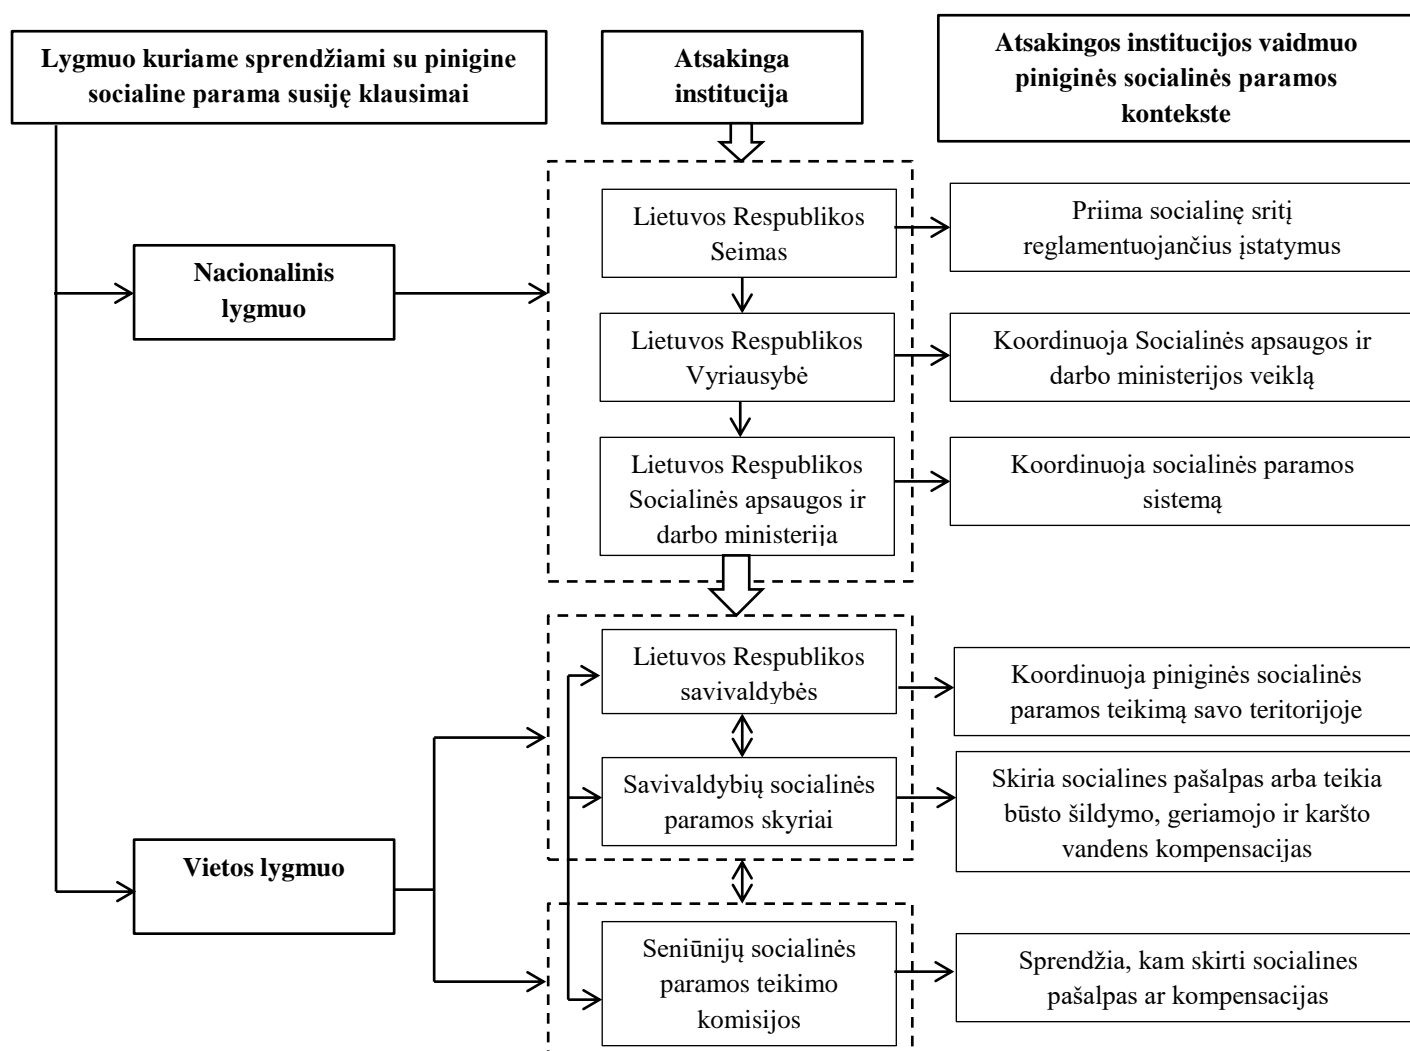 Lygmuo kuriame sprendžiami su pinigine
socialine parama susiję klausimai
Atsakinga
institucija
Atsakingos institucijos vaidmuo
piniginės socialinės paramos
kontekste
Nacionalinis
lygmuo
Lietuvos Respublikos
Seimas
Priima socialinę sritį
reglamentuojančius įstatymus
Lietuvos Respublikos
Vyriausybė
Koordinuoja Socialinės apsaugos ir
darbo ministerijos veiklą
Lietuvos Respublikos
Socialinės apsaugos ir
darbo ministerija
Koordinuoja socialinės paramos
sistemą
Vietos lygmuo
Lietuvos Respublikos
savivaldybės
Koordinuoja piniginės socialinės
paramos teikimą savo teritorijoje
Savivaldybių socialinės
paramos skyriai
Skiria socialines pašalpas arba teikia
būsto šildymo, geriamojo ir karšto
vandens kompensacijas
Seniūnijų socialinės
paramos teikimo
komisijos
Sprendžia, kam skirti socialines
pašalpas ar kompensacijas